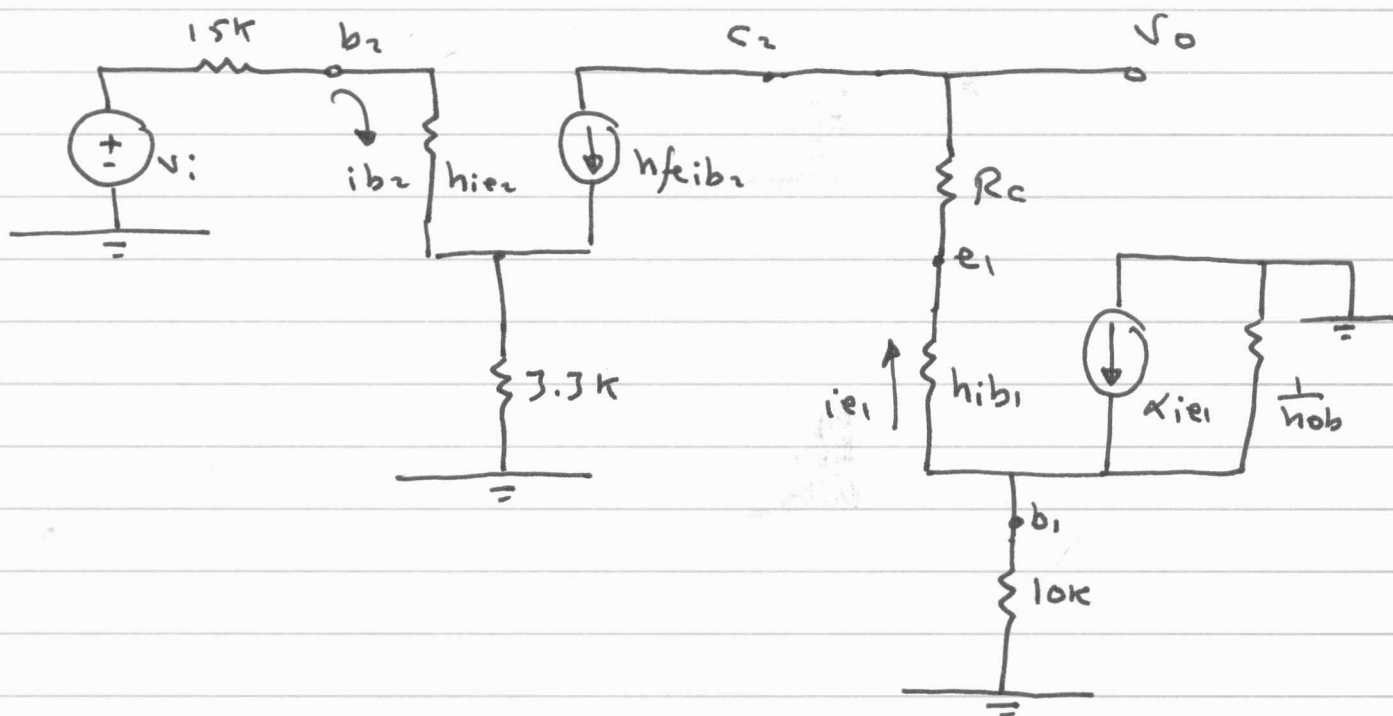 15K
b₂
c₂
Vo
+
-
vi
ib₂
hie₂
hfeib₂
Rc
e₁
3.3K
ie₁
hib₁
αie₁
1/hob
b₁
10K